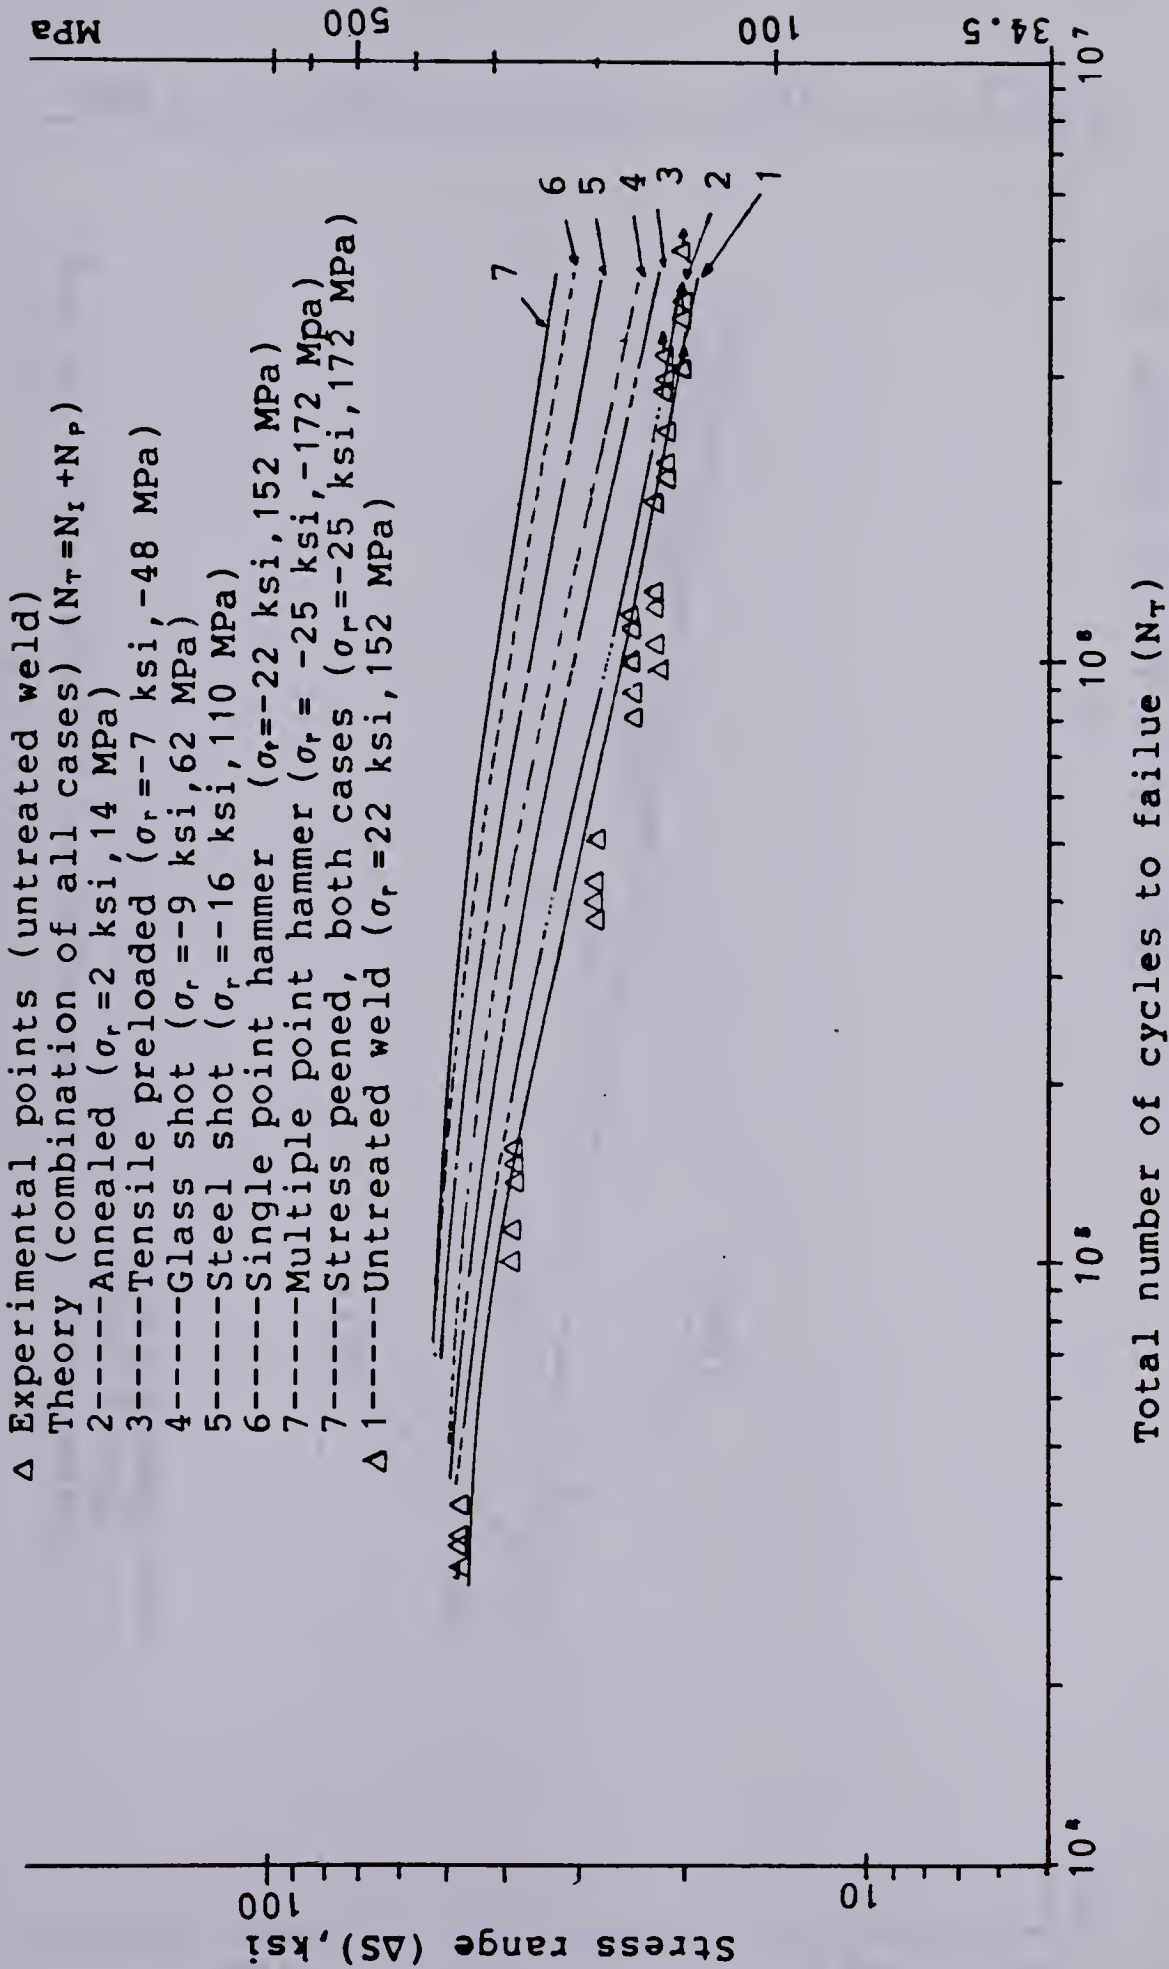 Δ Experimental points (untreated weld)
Theory (combination of all cases) (N_T=N_I +N_P)
2-----Annealed (σ_r=2 ksi,14 MPa)
3----Tensile preloaded (σ_r=-7 ksi,-48 MPa)
4-----Glass shot (σ_r=-9 ksi,62 MPa)
5-----Steel shot (σ_r=-16 ksi,110 MPa)
6-----Single point hammer (σ_r=-22 ksi,152 MPa)
7-----Multiple point hammer (σ_r= -25 ksi,-172 Mpa)
7-----Stress peened, both cases (σ_r=-25 ksi,172 MPa)
Δ 1----Untreated weld (σ_r=22 ksi,152 MPa)
Stress range (ΔS), ksi
100
10
MPa
500
100
34.5
7
6
5
4
3
2
1
10⁴
10⁵
10⁶
10⁷
Total number of cycles to failue (N_T)